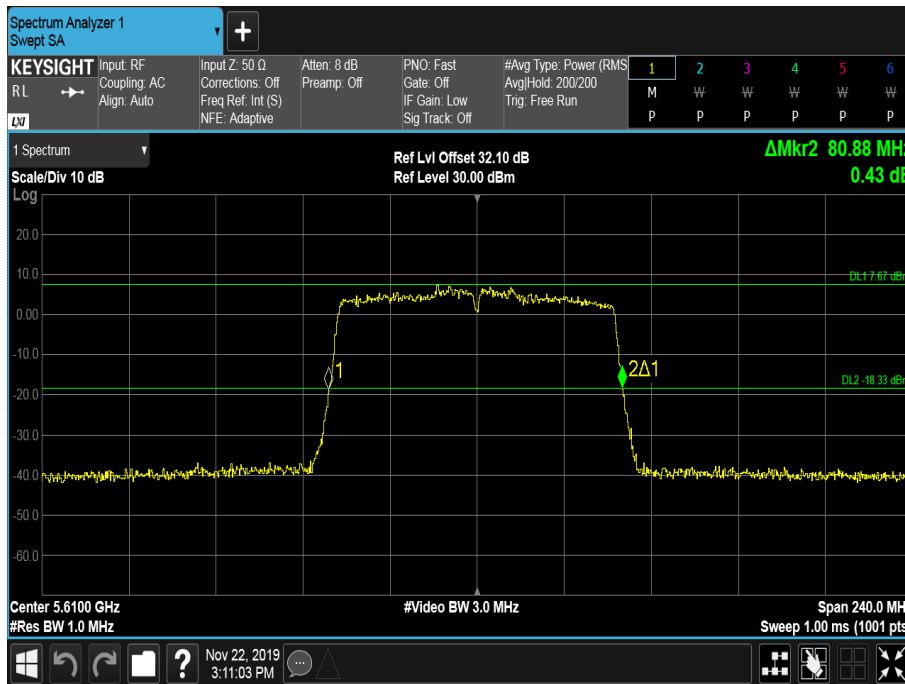 Spectrum Analyzer 1
Swept SA
KEYSIGHT Input: RF Input Z: 50 Ω Atten: 8 dB PNO: Fast #Avg Type: Power (RMS 1 2 3 4 5 6
RL Coupling: AC Corrections: Off Preamp: Off Gate: Off Avg|Hold: 200/200 M W W W W W
Align: Auto Freq Ref: Int (S) IF Gain: Low Trig: Free Run
LXI NFE: Adaptive Sig Track: Off P P P P P P
1 Spectrum Ref Lvl Offset 32.10 dB ΔMkr2 80.88 MHz
Scale/Div 10 dB Ref Level 30.00 dBm 0.43 dB
Log
20.0
10.0
DL1 7.67 dBm
0.00
-10.0
1 2Δ1
DL2 -18.33 dBm
-20.0
-30.0
-40.0
-50.0
-60.0
Center 5.6100 GHz #Video BW 3.0 MHz Span 240.0 MH
#Res BW 1.0 MHz Sweep 1.00 ms (1001 pts
? Nov 22, 2019
3:11:03 PM